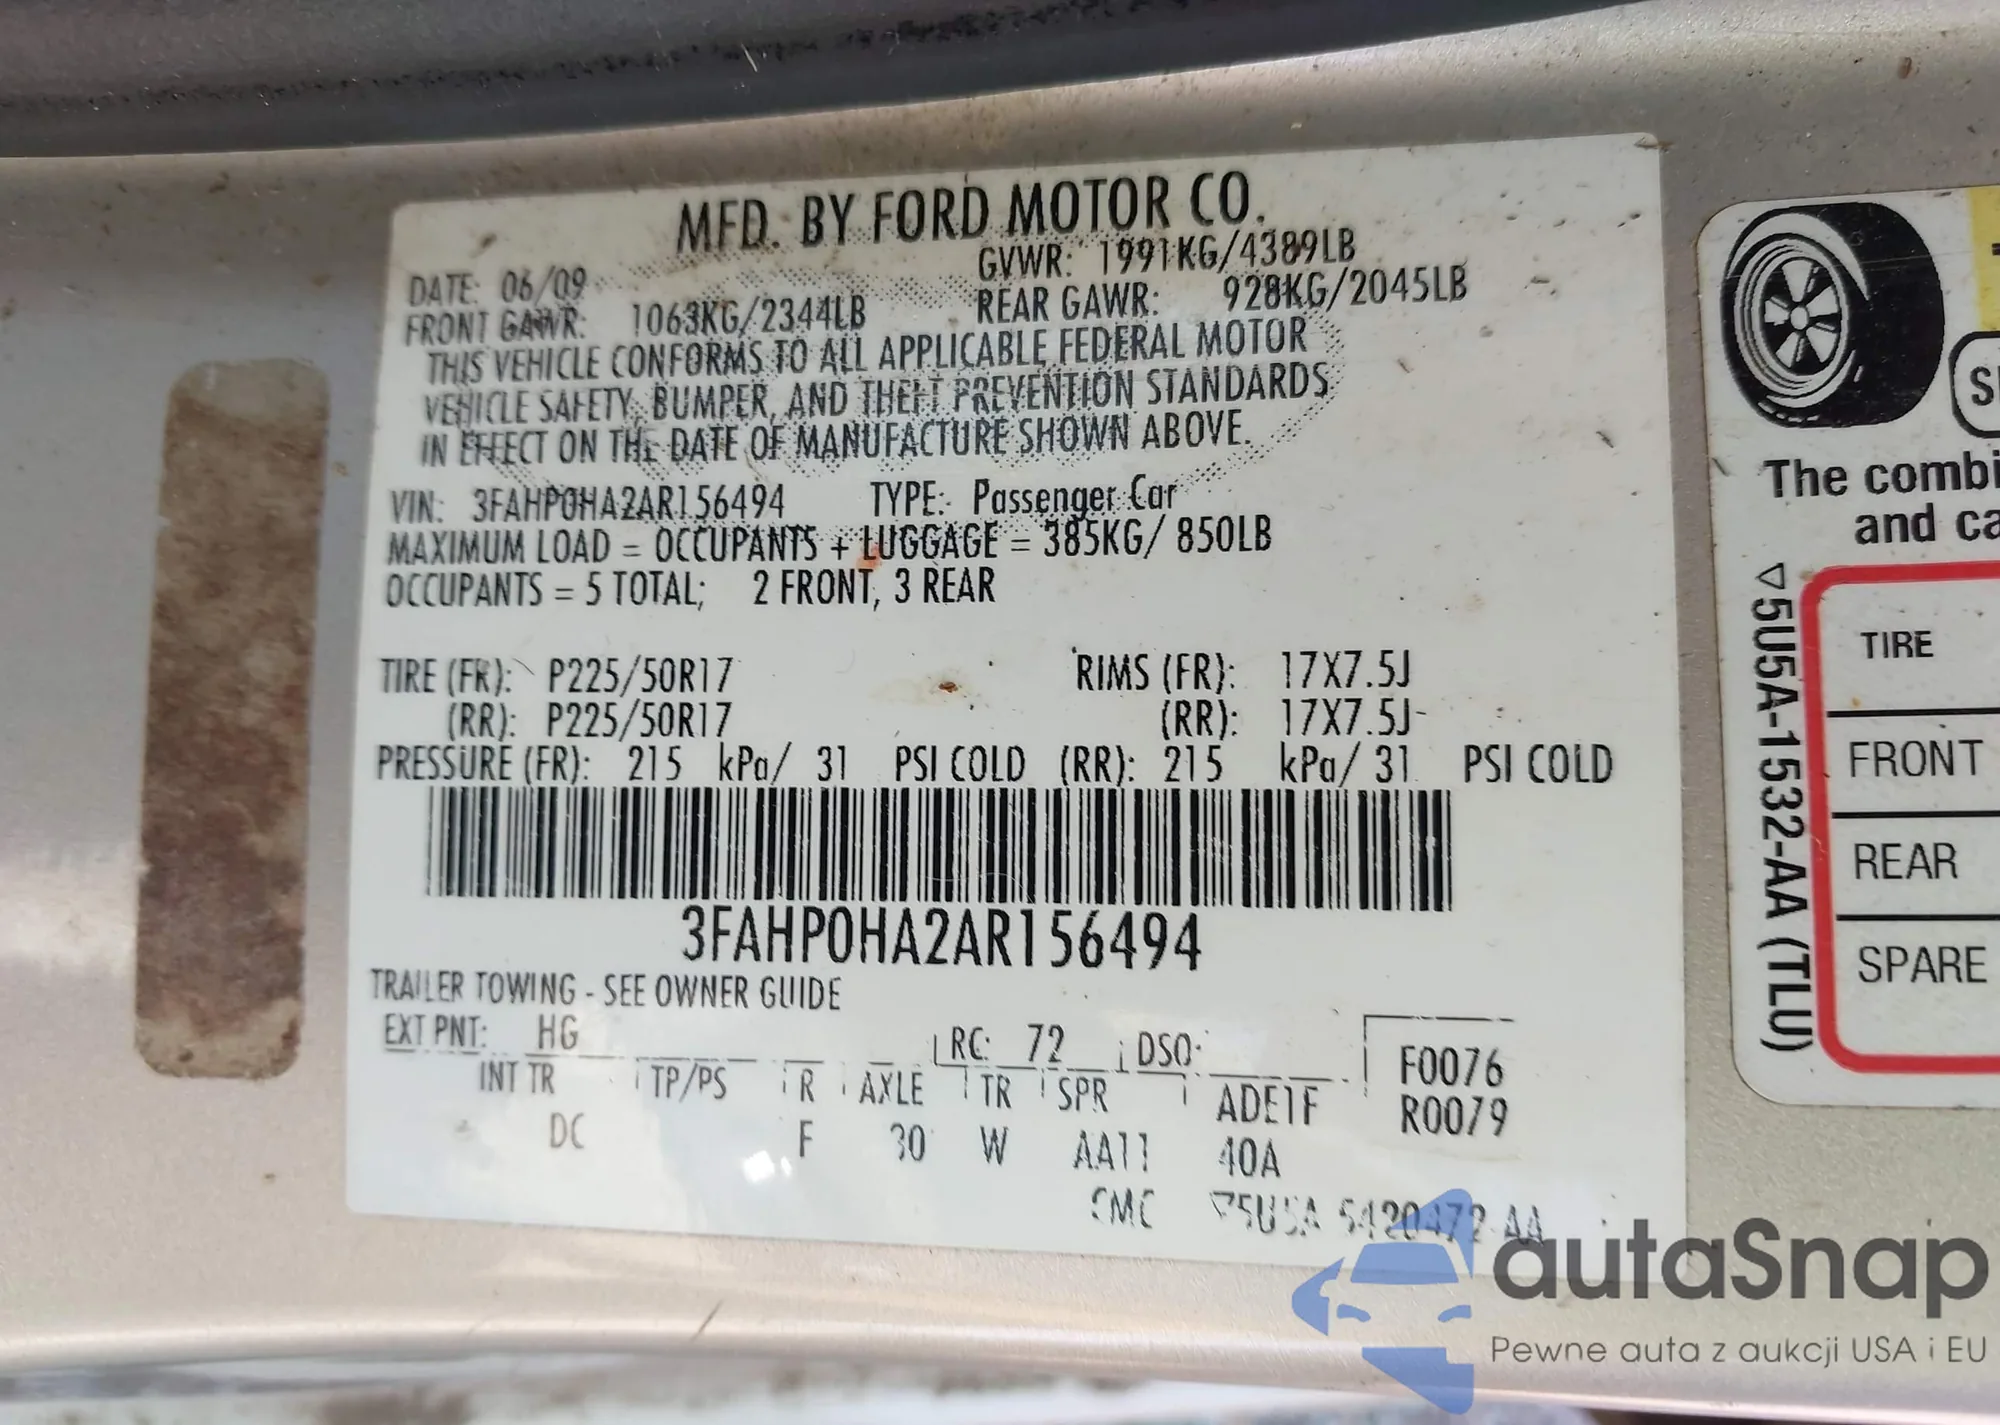 MFD. BY FORD MOTOR CO.
DATE: 06/09 GVWR: 1991KG/4389LB
FRONT GAWR: 1063KG/2344LB REAR GAWR: 928KG/2045LB
THIS VEHICLE CONFORMS TO ALL APPLICABLE FEDERAL MOTOR
VEHICLE SAFETY, BUMPER, AND THEFT PREVENTION STANDARDS
IN EFFECT ON THE DATE OF MANUFACTURE SHOWN ABOVE.
VIN: 3FAHP0HA2AR156494 TYPE: Passenger Car
MAXIMUM LOAD = OCCUPANTS + LUGGAGE = 385KG/ 850LB
OCCUPANTS = 5 TOTAL; 2 FRONT, 3 REAR
TIRE (FR): P225/50R17 RIMS (FR): 17X7.5J
(RR): P225/50R17 (RR): 17X7.5J
PRESSURE (FR): 215 kPa/ 31 PSI COLD (RR): 215 kPa/ 31 PSI COLD
3FAHP0HA2AR156494
TRAILER TOWING - SEE OWNER GUIDE
EXT PNT: HG RC: 72 DSO: F0076
INT TR TP/PS R AXLE TR SPR ADE1F R0079
DC F 30 W AA11 40A
CMC ▽5U5A 5420472-AA
The combi
and ca
▽5U5A-1532-AA (TLU)
TIRE
FRONT
REAR
SPARE
autaSnap
Pewne auta z aukcji USA i EU